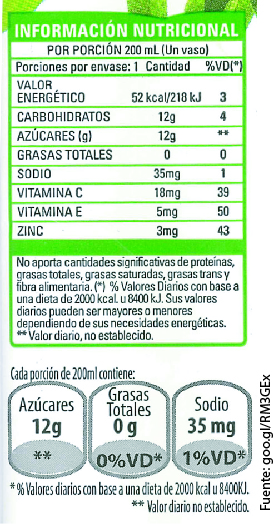 INFORMACIÓN NUTRICIONAL
POR PORCIÓN 200 mL (Un vaso)
Porciones por envase: 1 Cantidad %VD(*)
VALOR
ENERGÉTICO 52 kcal/218 kJ 3
CARBOHIDRATOS 12g 4
AZÚCARES (g) 12g **
GRASAS TOTALES 0 0
SODIO 35mg 1
VITAMINA C 18mg 39
VITAMINA E 5mg 50
ZINC 3mg 43
No aporta cantidades significativas de proteínas,
grasas totales, grasas saturadas, grasas trans y
fibra alimentaria. (*) % Valores Diarios con base a
una dieta de 2000 kcal. u 8400 kJ. Sus valores
diarios pueden ser mayores o menores
dependiendo de sus necesidades energéticas.
** Valor diario, no establecido.
Cada porción de 200ml contiene:
Azúcares
12g
**
Grasas
Totales
0 g
0%VD*
Sodio
35 mg
1%VD*
* % Valores diarios con base a una dieta de 2000 kcal u 8400KJ.
** Valor diario no establecido.
Fuente: goo.gl/RM3GEx